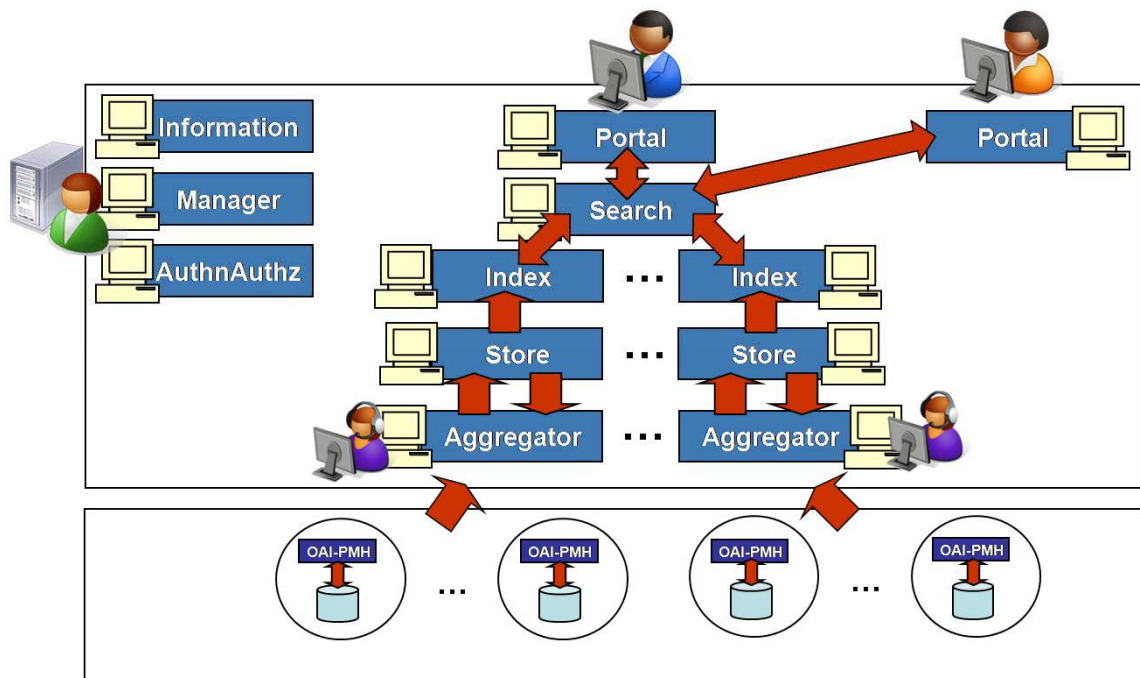 Information
Portal
Portal
Manager
Search
AuthnAuthz
Index
...
Index
Store
...
Store
Aggregator
...
Aggregator
OAI-PMH
OAI-PMH
OAI-PMH
OAI-PMH
...
...